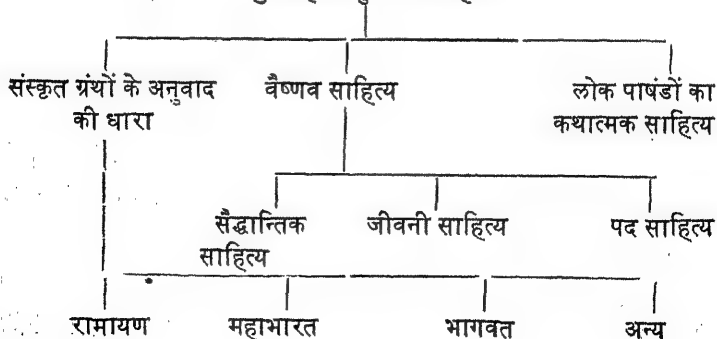 संस्कृत ग्रंथों के अनुवाद वैष्णव साहित्य लोक पाषंडों का
की धारा कथात्मक साहित्य
सैद्धान्तिक जीवनी साहित्य पद साहित्य
साहित्य
रामायण महाभारत भागवत अन्य